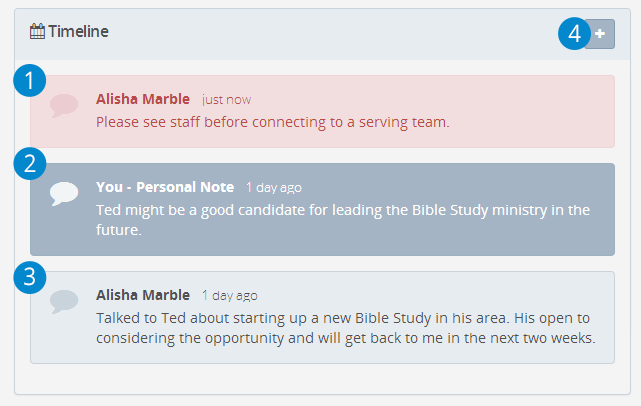 Timeline
4
+
1
Alisha Marble just now
Please see staff before connecting to a serving team.
2
You - Personal Note 1 day ago
Ted might be a good candidate for leading the Bible Study ministry in the
future.
3
Alisha Marble 1 day ago
Talked to Ted about starting up a new Bible Study in his area. His open to
considering the opportunity and will get back to me in the next two weeks.